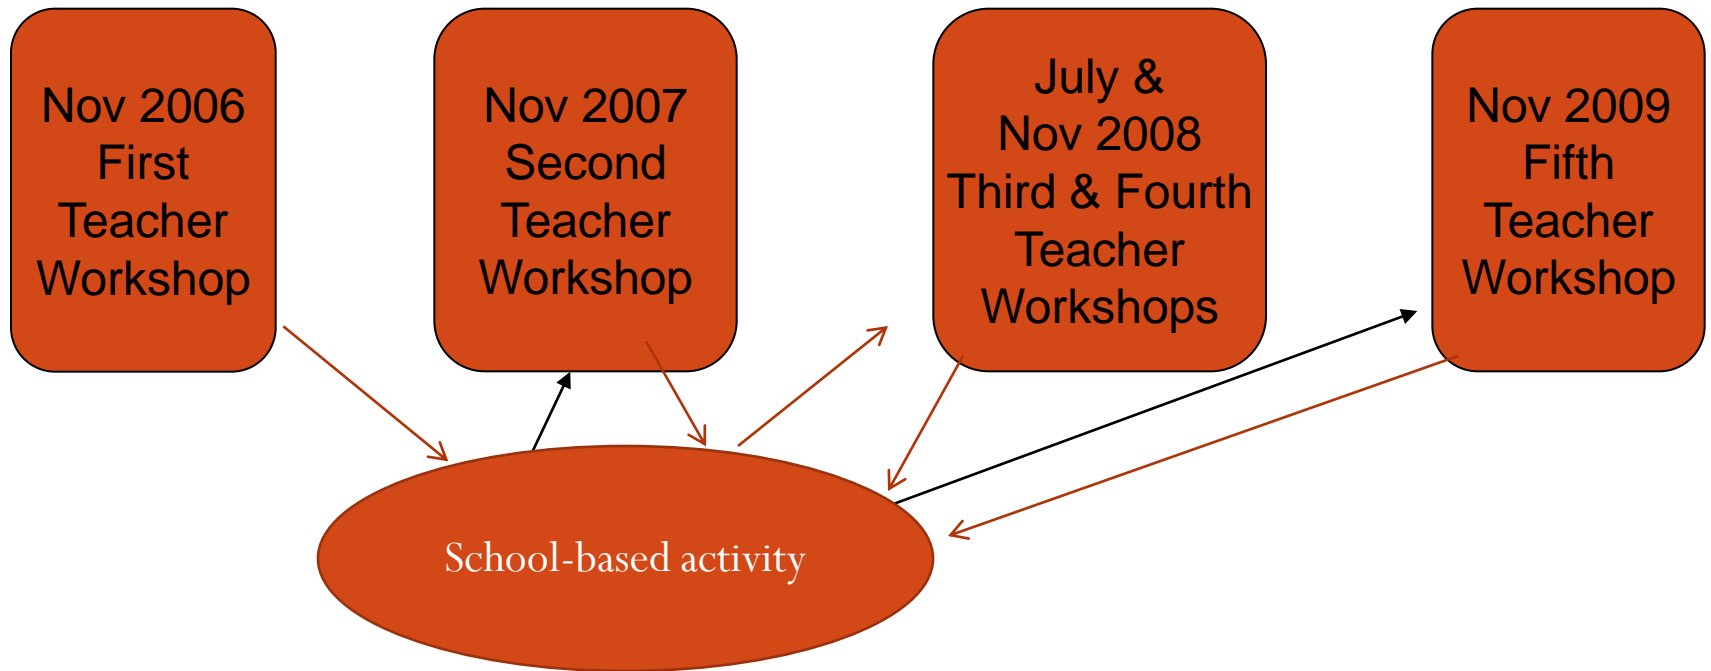 Nov 2006
First
Teacher
Workshop
Nov 2007
Second
Teacher
Workshop
July &
Nov 2008
Third & Fourth
Teacher
Workshops
Nov 2009
Fifth
Teacher
Workshop
School-based activity